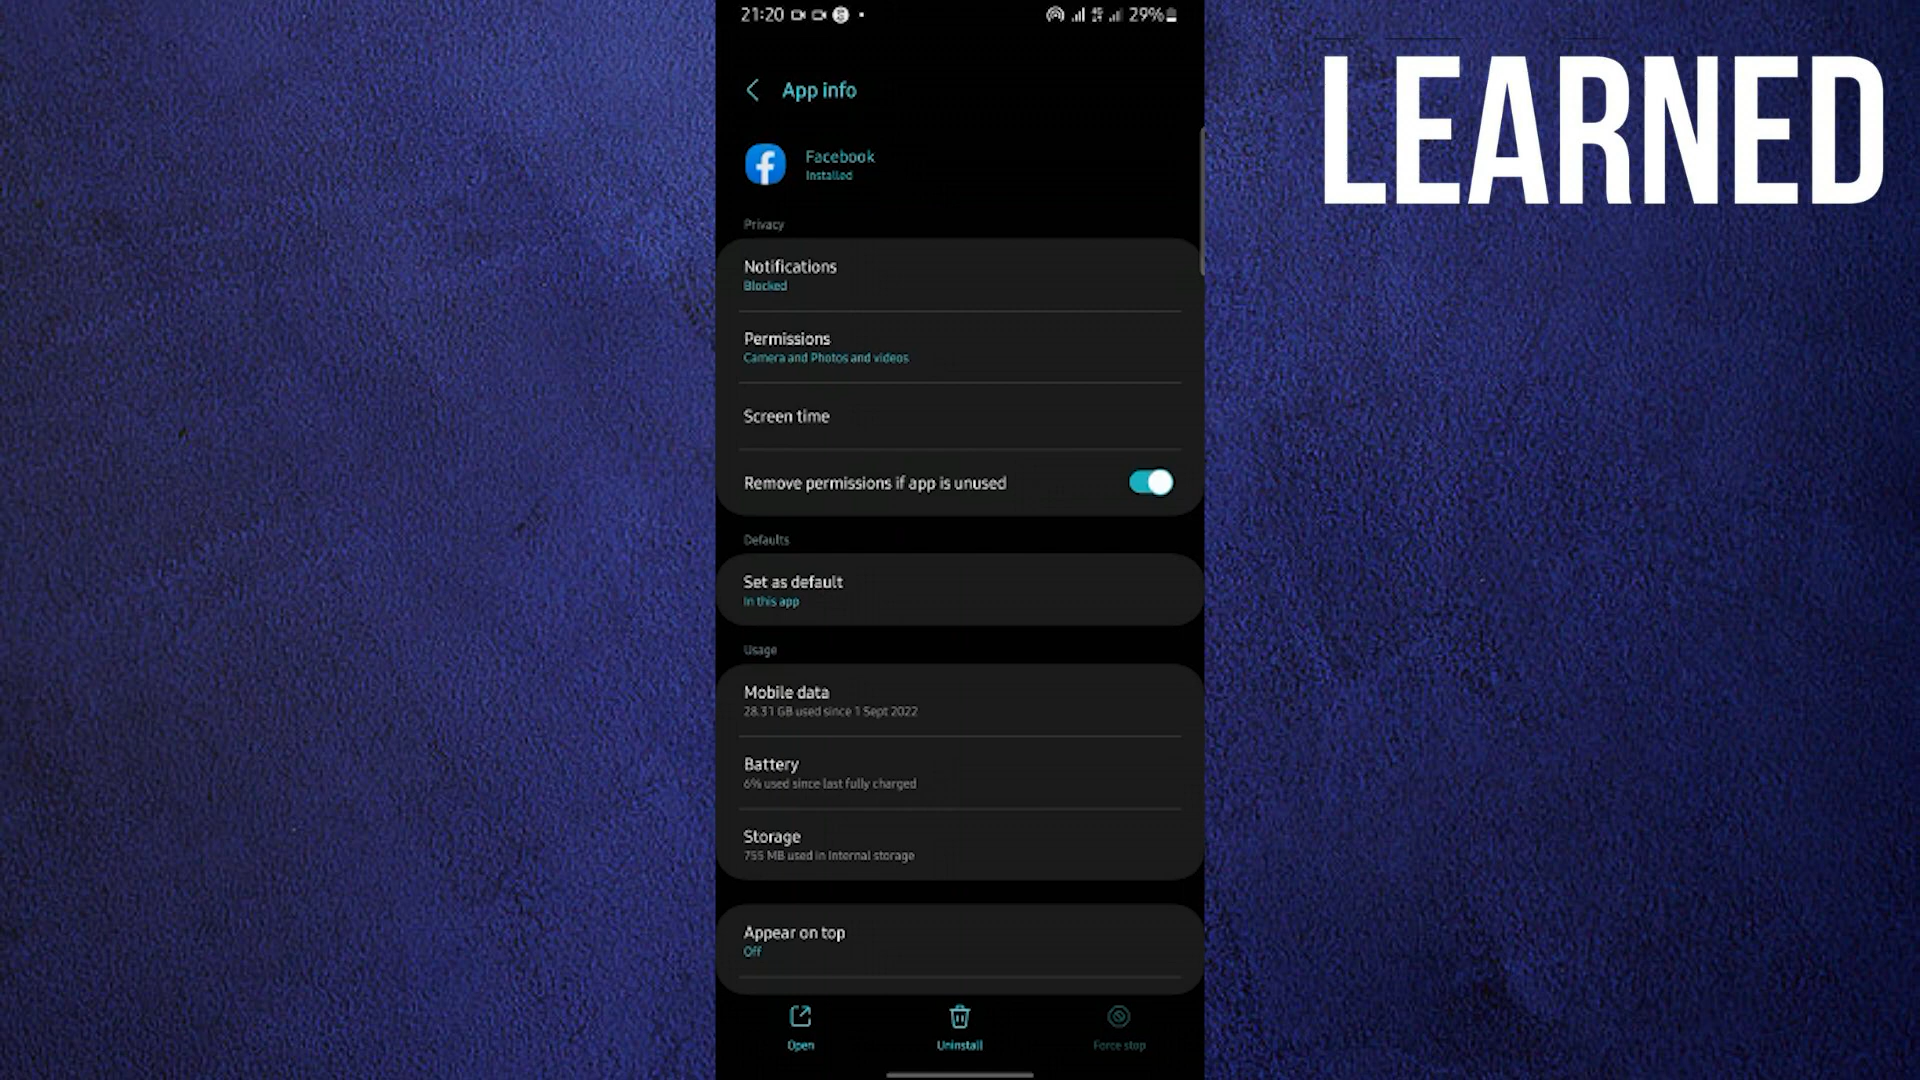 21:20
29%
LEARNED
App info
Facebook
Installed
Privacy
Notifications
Blocked
Permissions
Camera and Photos and videos
Screen time
Remove permissions if app is unused
Defaults
Set as default
In this app
Usage
Mobile data
28.31 GB used since 1 Sept 2022
Battery
6% used since last fully charged
Storage
755 MB used in Internal storage
Appear on top
Off
Open
Uninstall
Force stop